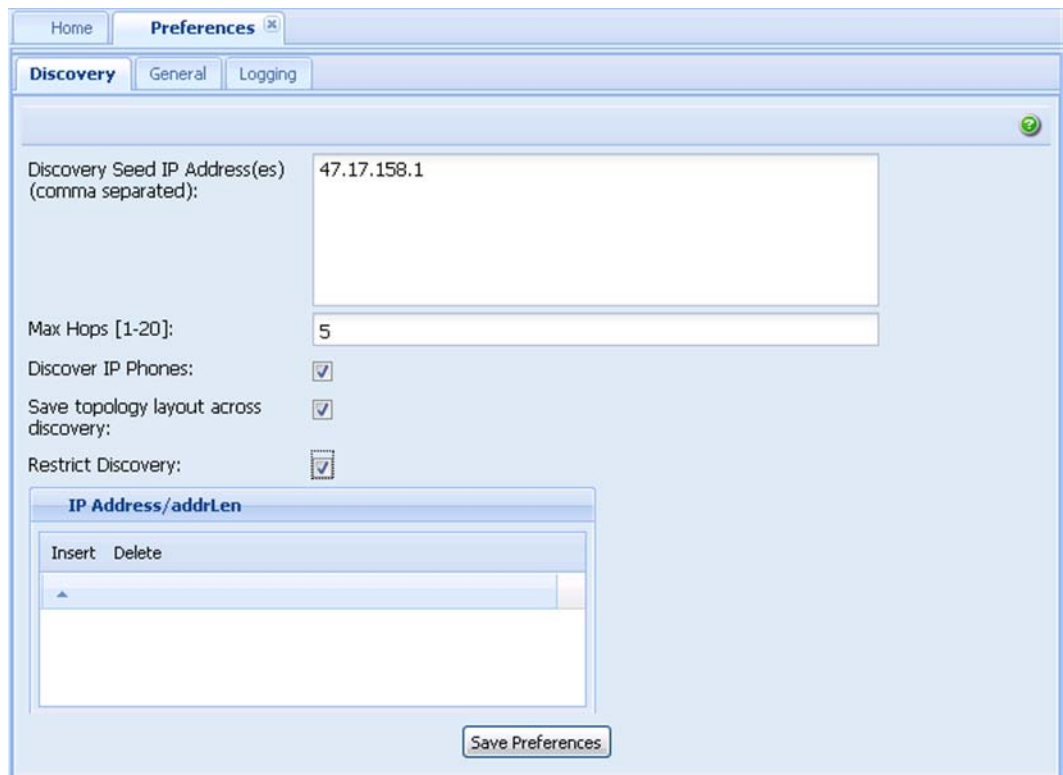 Home Preferences
Discovery General Logging
Discovery Seed IP Address(es)
(comma separated):
47.17.158.1
Max Hops [1-20]:
5
Discover IP Phones:
Save topology layout across
discovery:
Restrict Discovery:
IP Address/addrLen
Insert Delete
Save Preferences